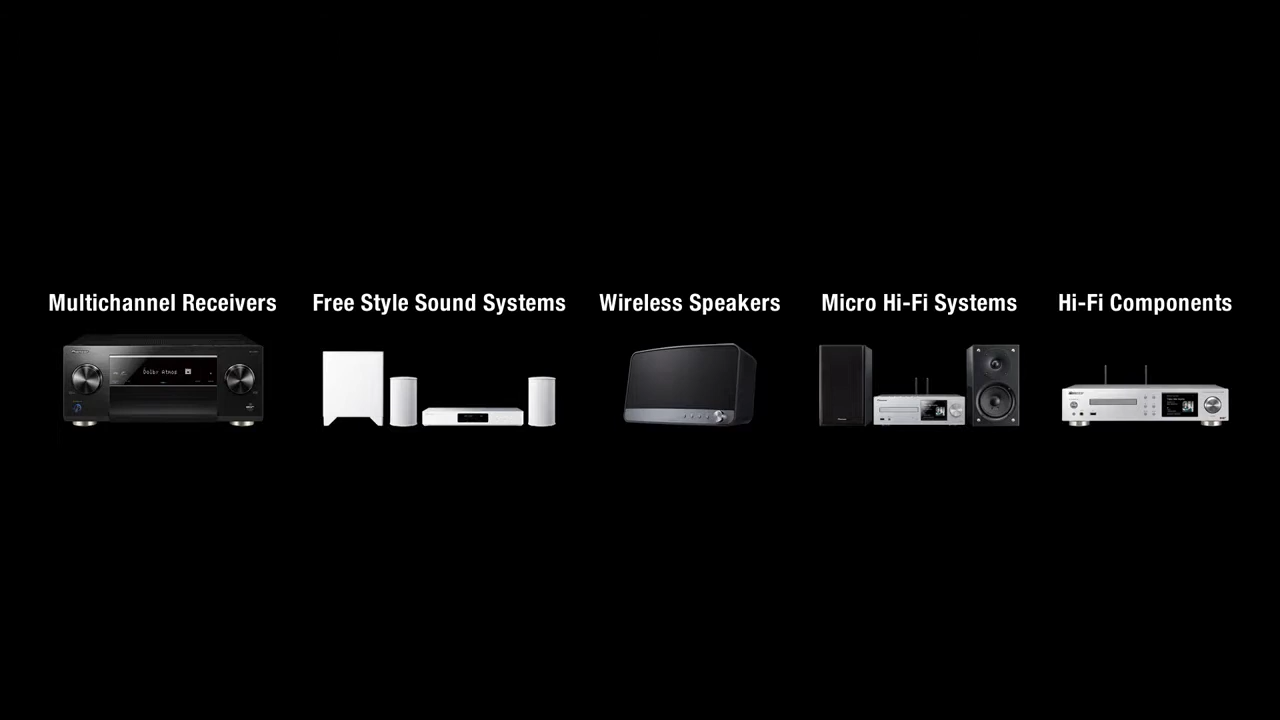 Multichannel Receivers
Free Style Sound Systems
Wireless Speakers
Micro Hi-Fi Systems
Hi-Fi Components
Dolby Atmos